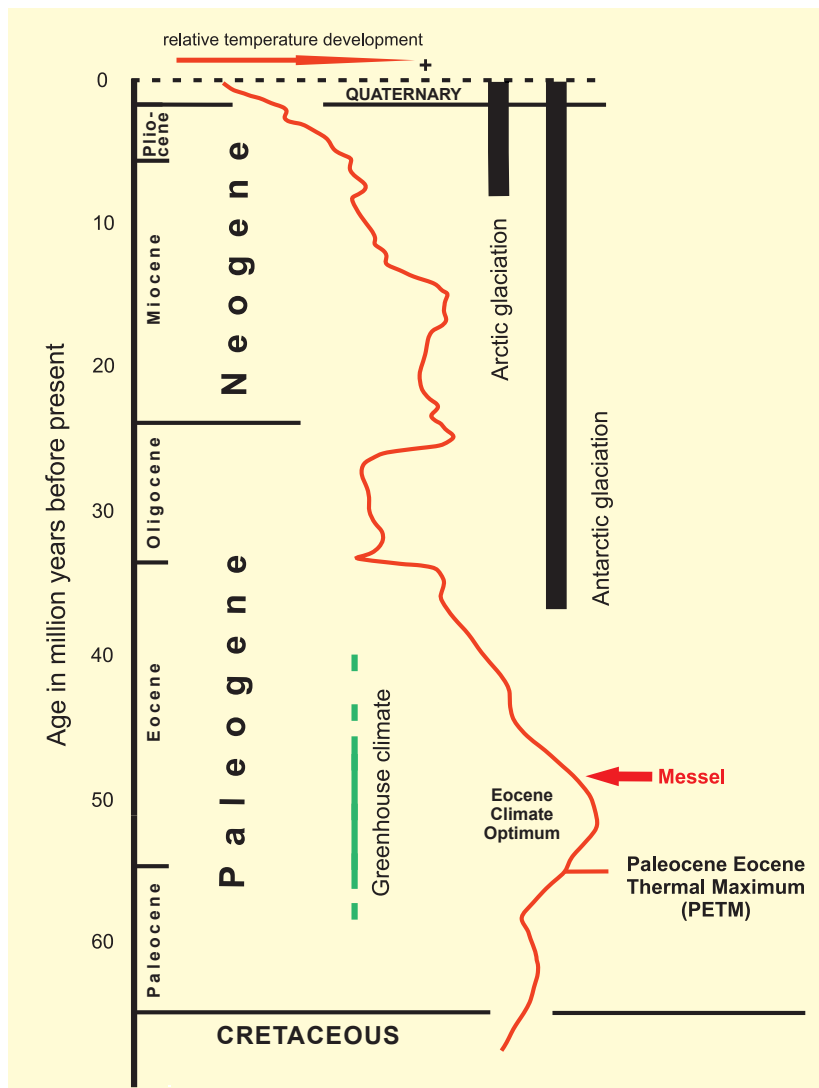 relative temperature development
+
0
QUATERNARY
Plio-
cene
Neogene
10
Arctic glaciation
Miocene
20
Age in million years before present
Oligocene
30
Antarctic glaciation
Paleogene
40
Eocene
Greenhouse climate
Messel
50
Eocene
Climate
Optimum
Paleocene Eocene
Thermal Maximum
(PETM)
Paleocene
60
CRETACEOUS